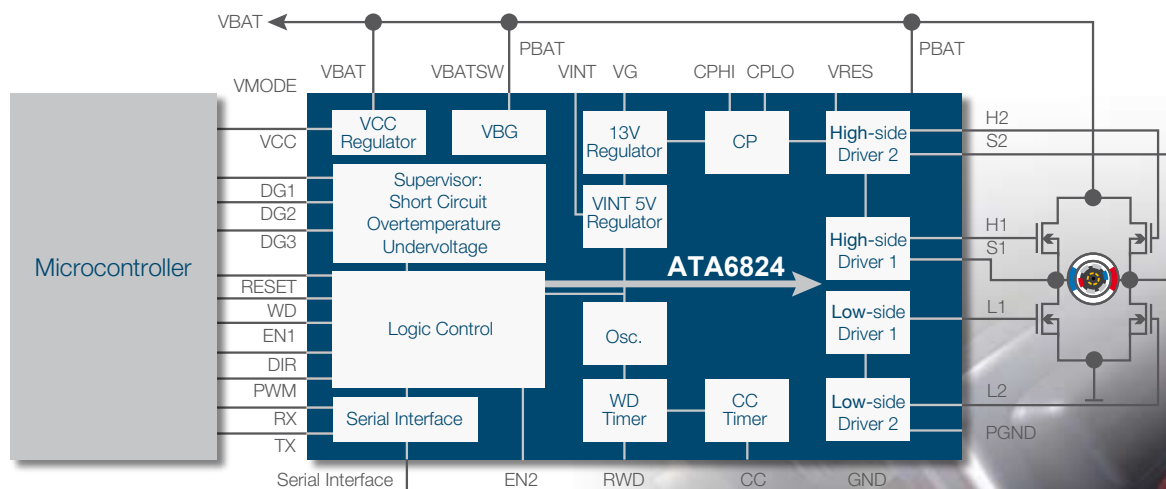 VBAT
PBAT
PBAT
VBAT
VBATSW
VINT
VG
CPHI
CPLO
VRES
VMODE
VCC
DG1
DG2
DG3
RESET
WD
EN1
DIR
PWM
RX
TX
Microcontroller
VCC
Regulator
VBG
13V
Regulator
CP
High-side
Driver 2
Supervisor:
Short Circuit
Overtemperature
Undervoltage
VINT 5V
Regulator
High-side
Driver 1
ATA6824
Logic Control
Osc.
Low-side
Driver 1
Serial Interface
WD
Timer
CC
Timer
Low-side
Driver 2
H2
S2
H1
S1
L1
L2
PGND
Serial Interface
EN2
RWD
CC
GND